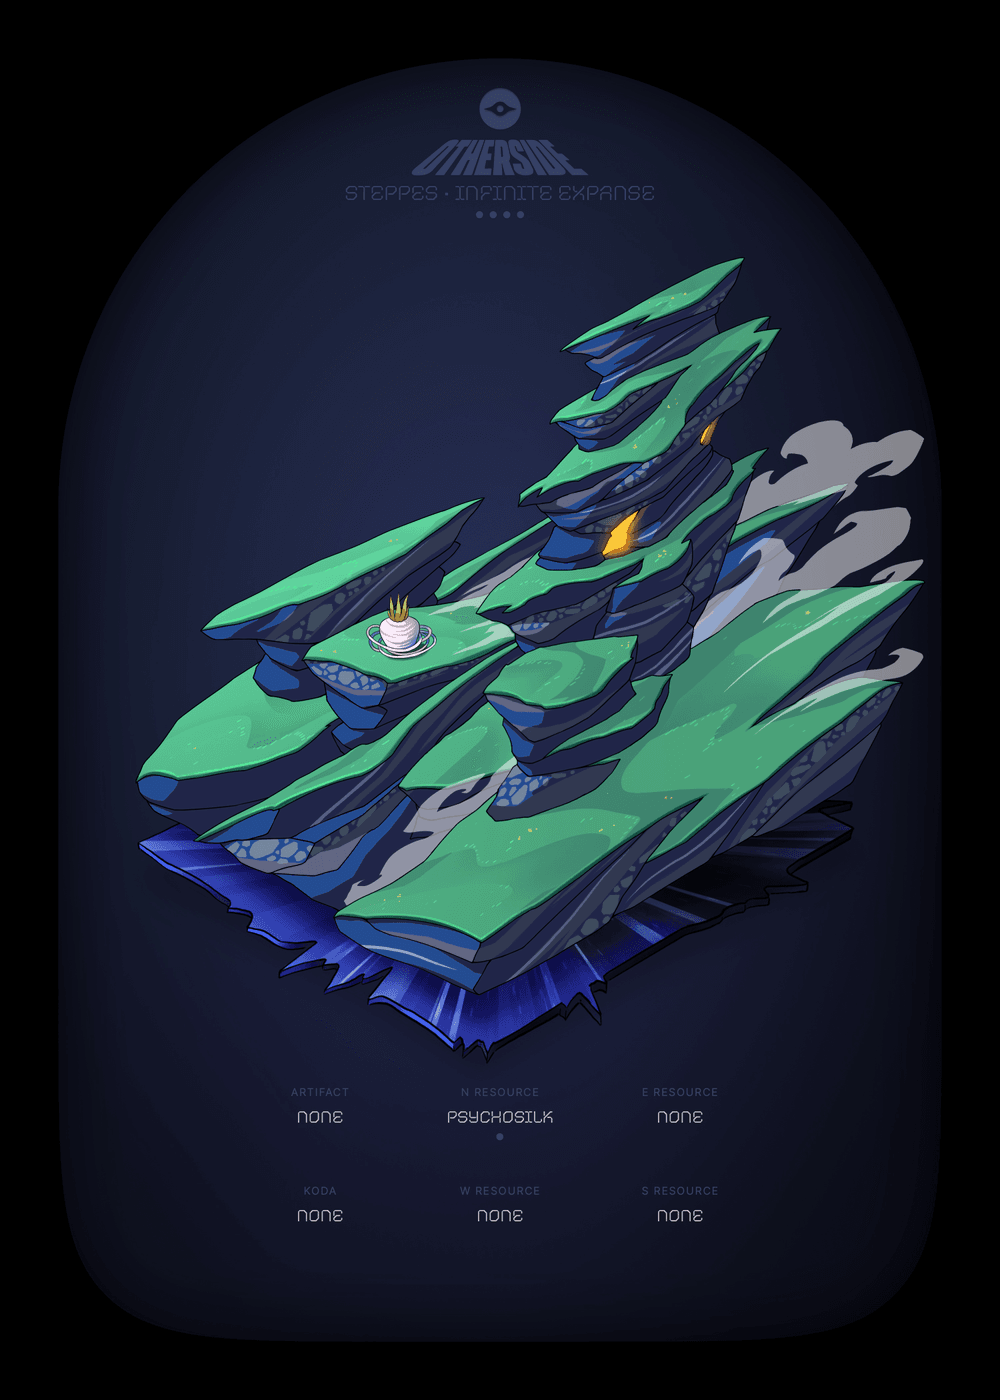 OTHERSIDE
STEPPES · INFINITE EXPANSE
ARTIFACT N RESOURCE E RESOURCE
NONE PSYCHOSILK NONE
KODA W RESOURCE S RESOURCE
NONE NONE NONE